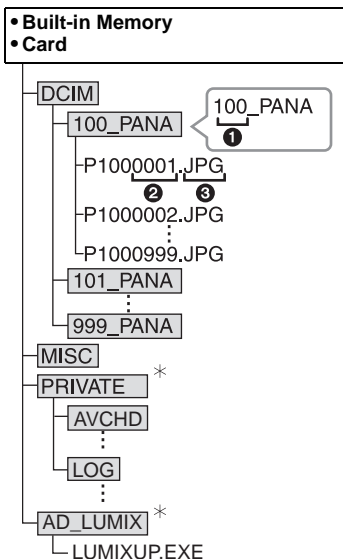 • Built-in Memory
• Card
DCIM
100_PANA
100_PANA
❶
P1000001.JPG
❷ ❸
P1000002.JPG
P1000999.JPG
101_PANA
999_PANA
MISC
PRIVATE *
AVCHD
LOG
AD_LUMIX *
LUMIXUP.EXE